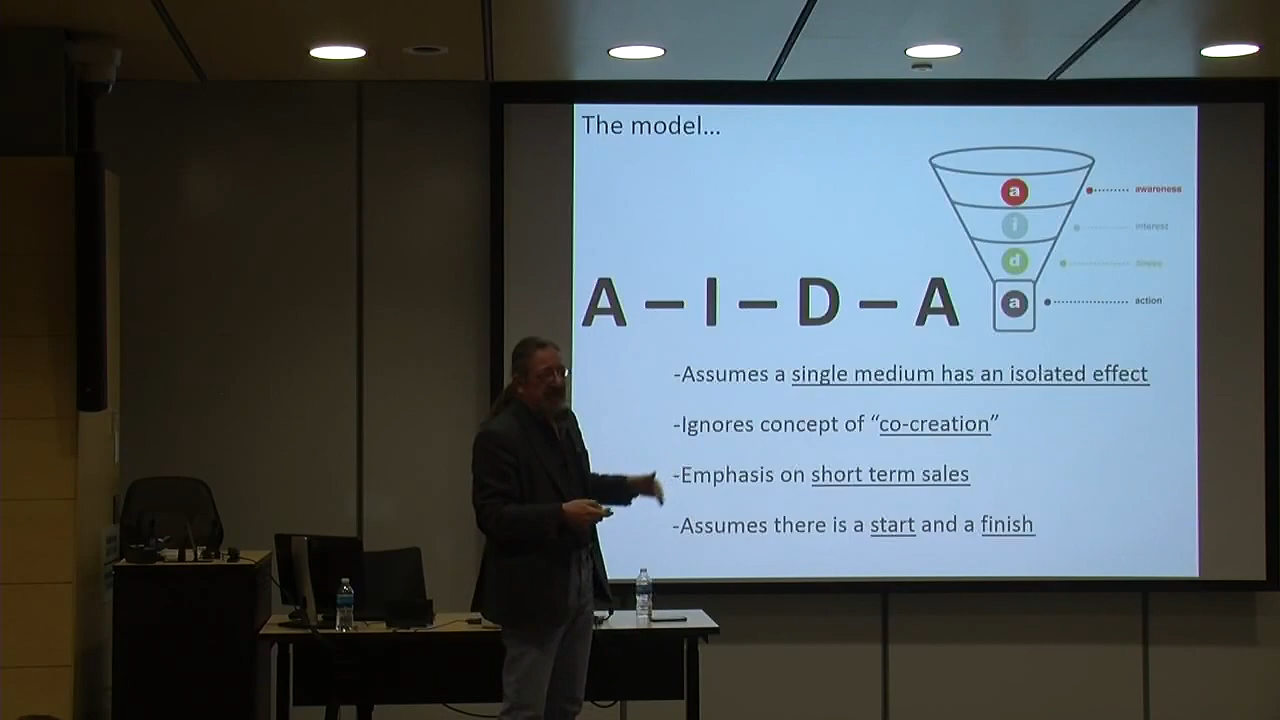 The model...
a
awareness
i
interest
d
desire
A – I – D – A
a
action
-Assumes a single medium has an isolated effect
-Ignores concept of “co-creation”
-Emphasis on short term sales
-Assumes there is a start and a finish